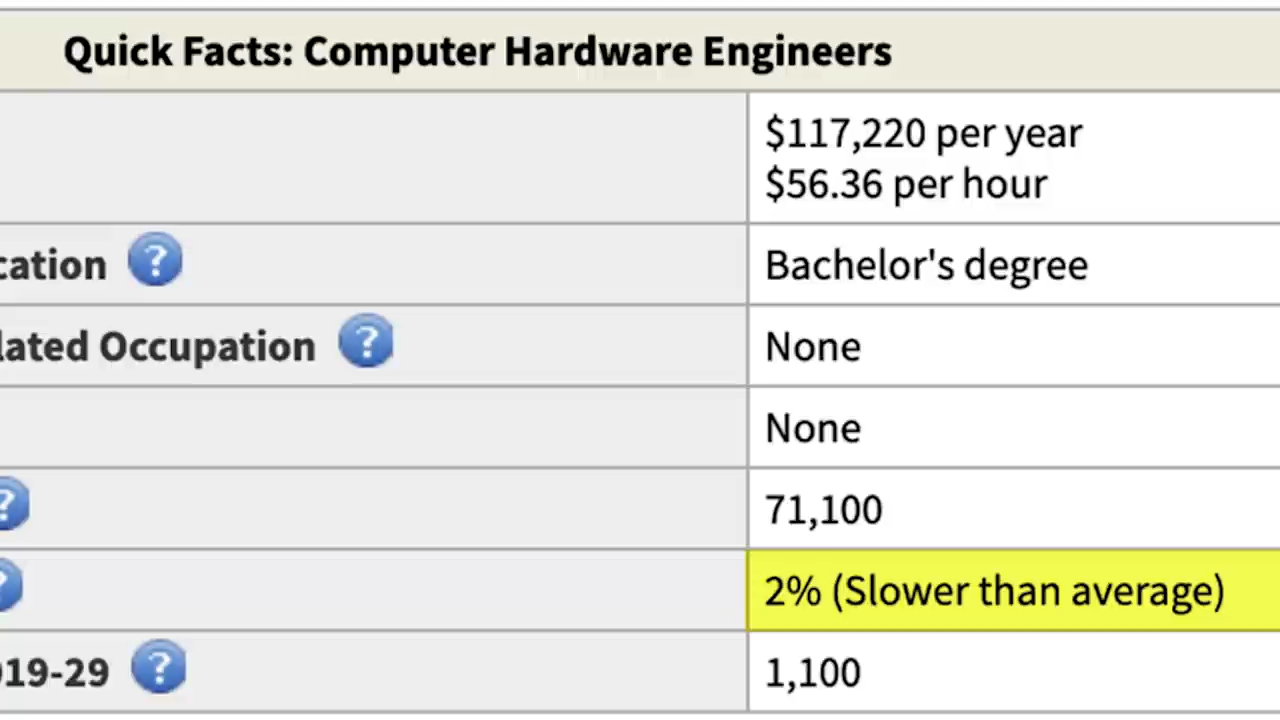 Quick Facts: Computer Hardware Engineers
$117,220 per year
$56.36 per hour
cation ? Bachelor's degree
lated Occupation ? None
None
? 71,100
? 2% (Slower than average)
19-29 ? 1,100